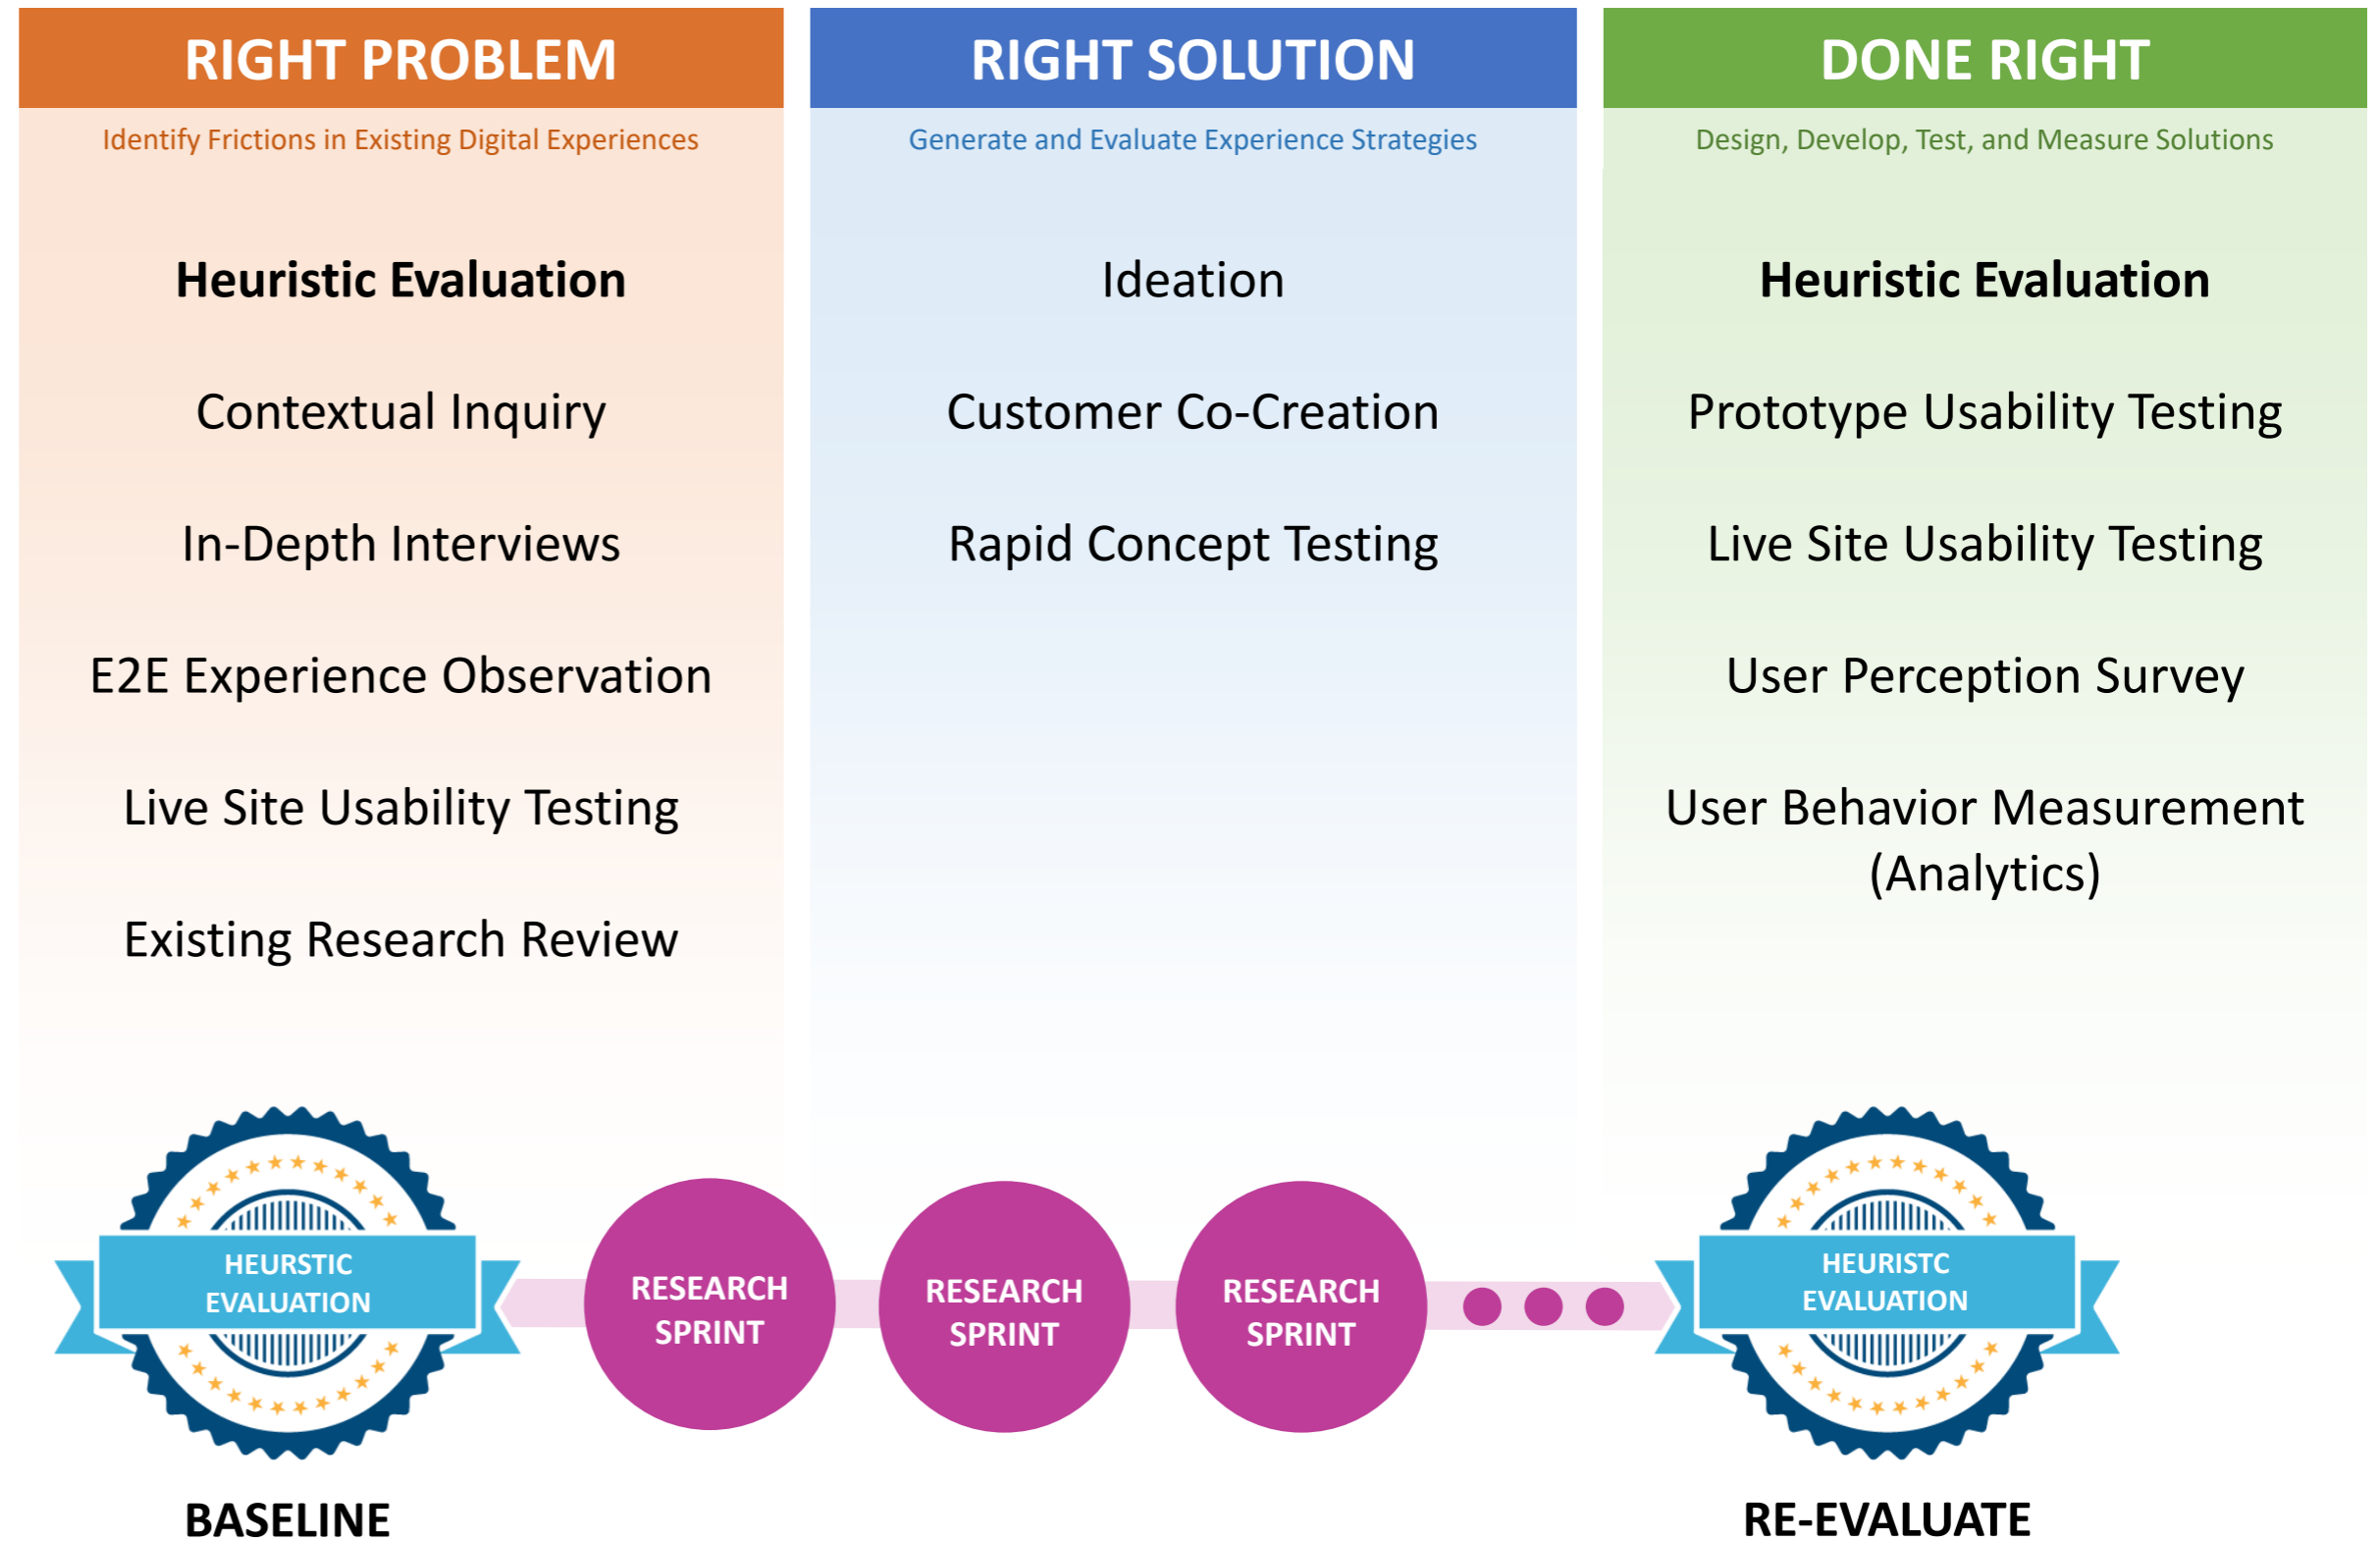 RIGHT PROBLEM
Identify Frictions in Existing Digital Experiences
Heuristic Evaluation
Contextual Inquiry
In-Depth Interviews
E2E Experience Observation
Live Site Usability Testing
Existing Research Review
RIGHT SOLUTION
Generate and Evaluate Experience Strategies
Ideation
Customer Co-Creation
Rapid Concept Testing
DONE RIGHT
Design, Develop, Test, and Measure Solutions
Heuristic Evaluation
Prototype Usability Testing
Live Site Usability Testing
User Perception Survey
User Behavior Measurement
(Analytics)
HEURSTIC
EVALUATION
BASELINE
RESEARCH
SPRINT
RESEARCH
SPRINT
RESEARCH
SPRINT
HEURISTC
EVALUATION
RE-EVALUATE